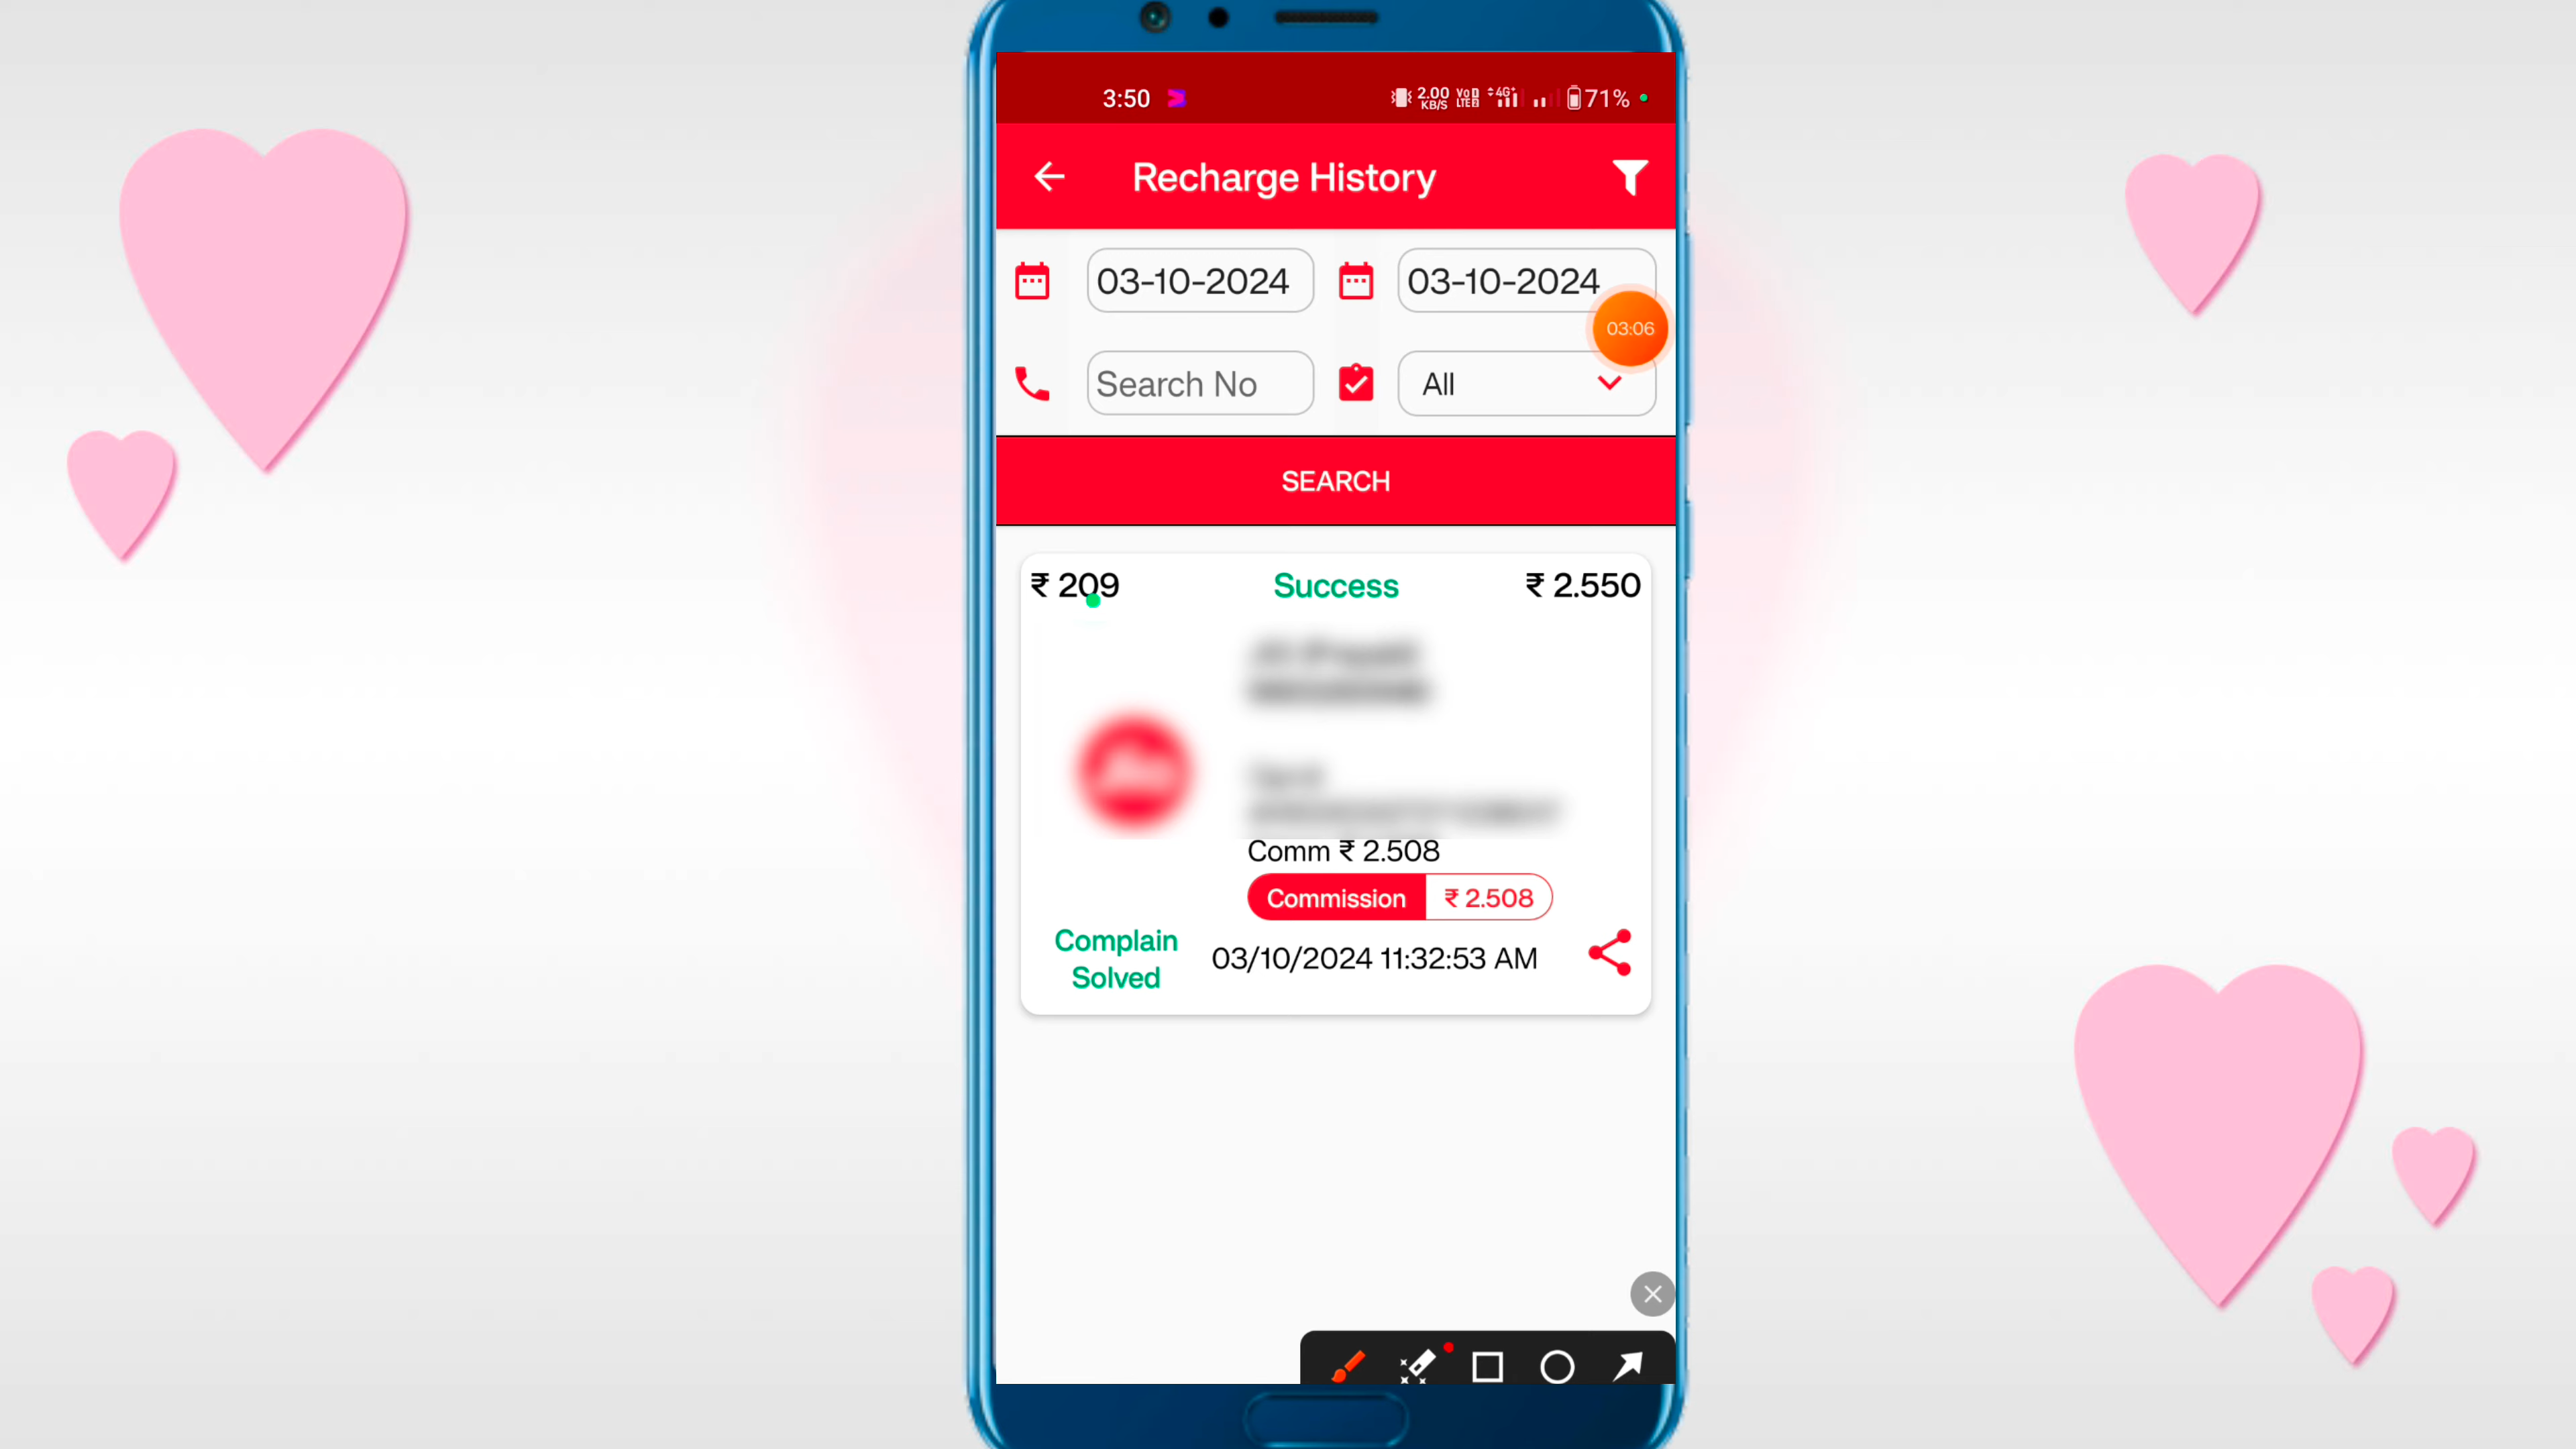 3:50 2.00 KB/S 4G+ 71%
Recharge History
03-10-2024 03-10-2024
03:06
Search No All
SEARCH
₹ 209 Success ₹ 2.550
Comm ₹ 2.508
Commission ₹ 2.508
Complain
Solved
03/10/2024 11:32:53 AM